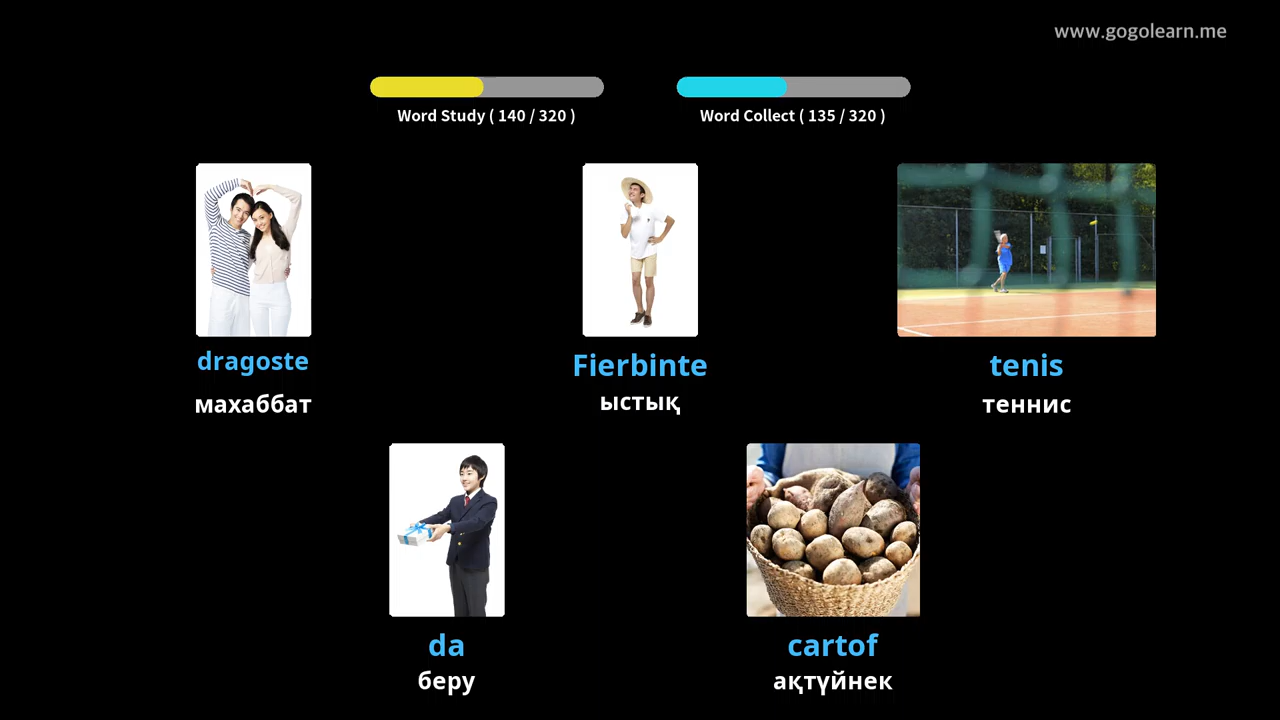 www.gogolearn.me
Word Study ( 140 / 320 )
Word Collect ( 135 / 320 )
dragoste
махаббат
Fierbinte
ыстық
tenis
теннис
da
беру
cartof
ақтүйнек